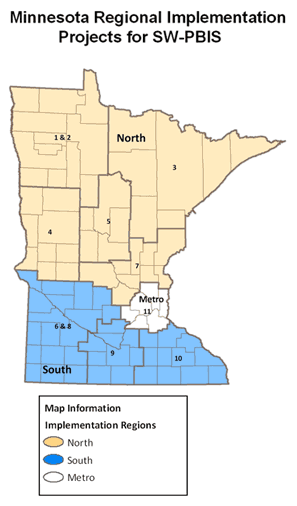 Minnesota Regional Implementation
Projects for SW-PBIS
1 & 2
North
3
5
4
7
Metro
11
6 & 8
9
10
South
Map Information
Implementation Regions
North
South
Metro